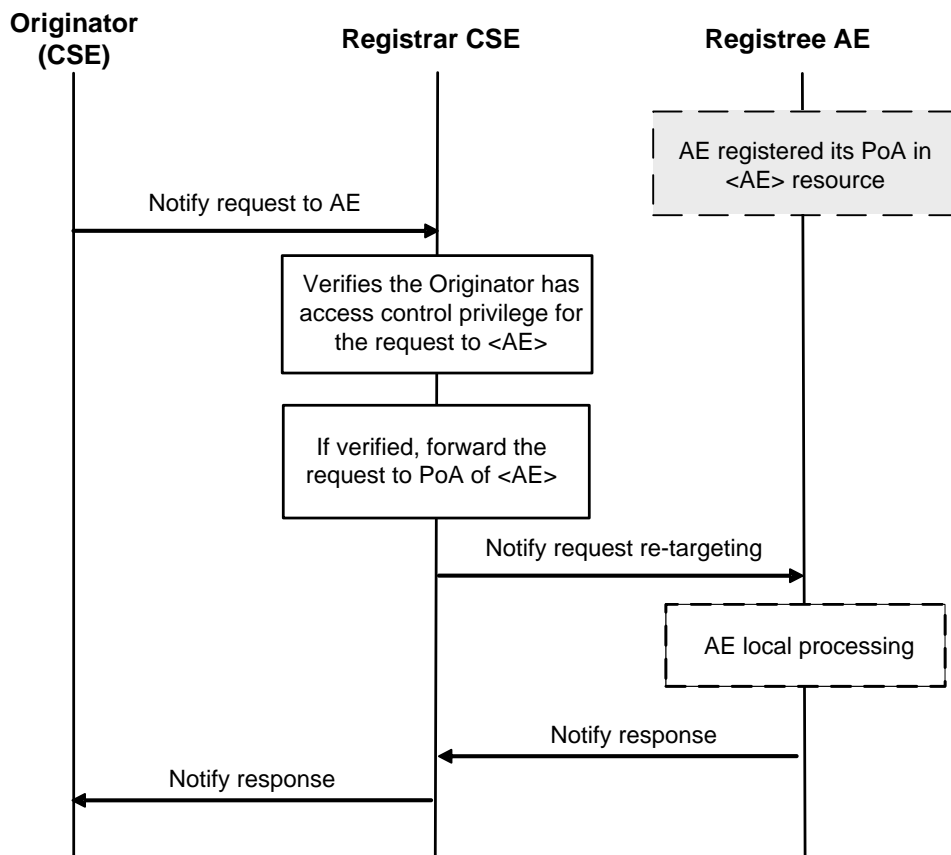 Originator
(CSE)
Registrar CSE
Registree AE
AE registered its PoA in
<AE> resource
Notify request to AE
Verifies the Originator has
access control privilege for
the request to <AE>
If verified, forward the
request to PoA of <AE>
Notify request re-targeting
AE local processing
Notify response
Notify response